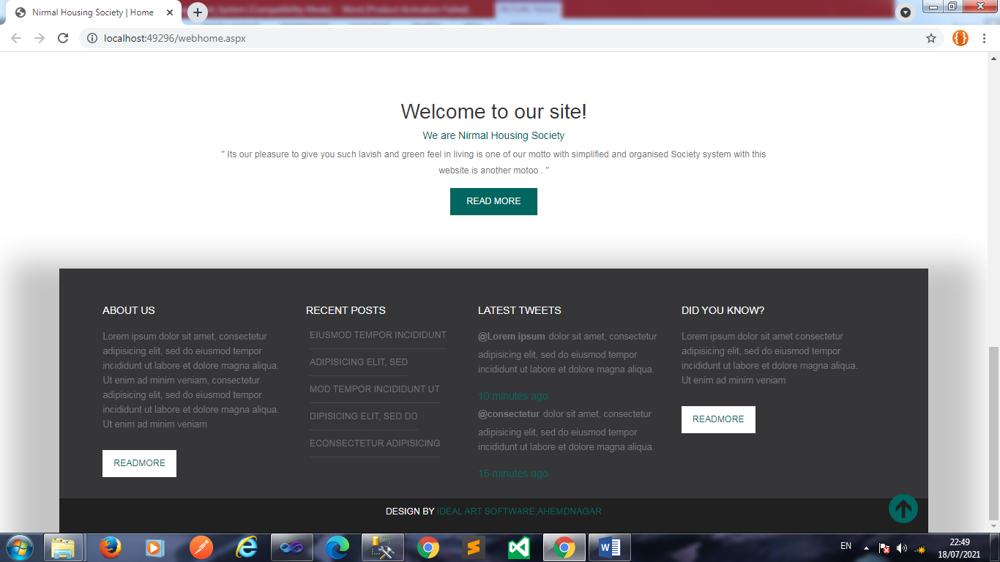 System [Compatibility Mode] - Word (Product Activation Failed)
Nirmal Housing Society | Home
localhost:49296/webhome.aspx
Welcome to our site!
We are Nirmal Housing Society
" Its our pleasure to give you such lavish and green feel in living is one of our motto with simplified and organised Society system with this
website is another motoo . "
READ MORE
ABOUT US
Lorem ipsum dolor sit amet, consectetur
adipisicing elit, sed do eiusmod tempor
incididunt ut labore et dolore magna aliqua.
Ut enim ad minim veniam, consectetur
adipisicing elit, sed do eiusmod tempor
incididunt ut labore et dolore magna aliqua.
Ut enim ad minim veniam
READMORE
RECENT POSTS
EIUSMOD TEMPOR INCIDIDUNT
ADIPISICING ELIT, SED
MOD TEMPOR INCIDIDUNT UT
DIPISICING ELIT, SED DO
ECONSECTETUR ADIPISICING
LATEST TWEETS
@Lorem ipsum dolor sit amet, consectetur
adipisicing elit, sed do eiusmod tempor
incididunt ut labore et dolore magna aliqua.
10 minutes ago
@consectetur dolor sit amet, consectetur
adipisicing elit, sed do eiusmod tempor
incididunt ut labore et dolore magna aliqua.
15 minutes ago
DID YOU KNOW?
Lorem ipsum dolor sit amet, consectetur
adipisicing elit, sed do eiusmod tempor
incididunt ut labore et dolore magna aliqua.
Ut enim ad minim veniam
READMORE
DESIGN BY IDEAL ART SOFTWARE,AHEMDNAGAR
EN
22:49
18/07/2021